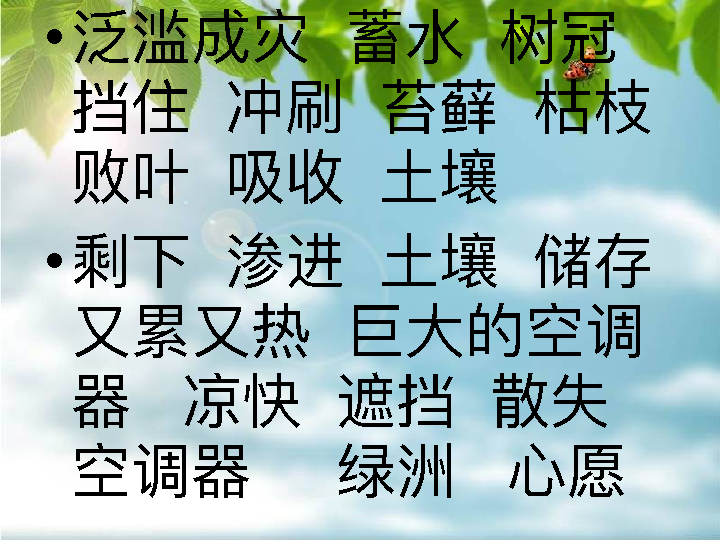 •泛滥成灾 蓄水 树冠
挡住 冲刷 苔藓 枯枝
败叶 吸收 土壤
•剩下 渗进 土壤 储存
又累又热 巨大的空调
器 凉快 遮挡 散失
空调器 绿洲 心愿